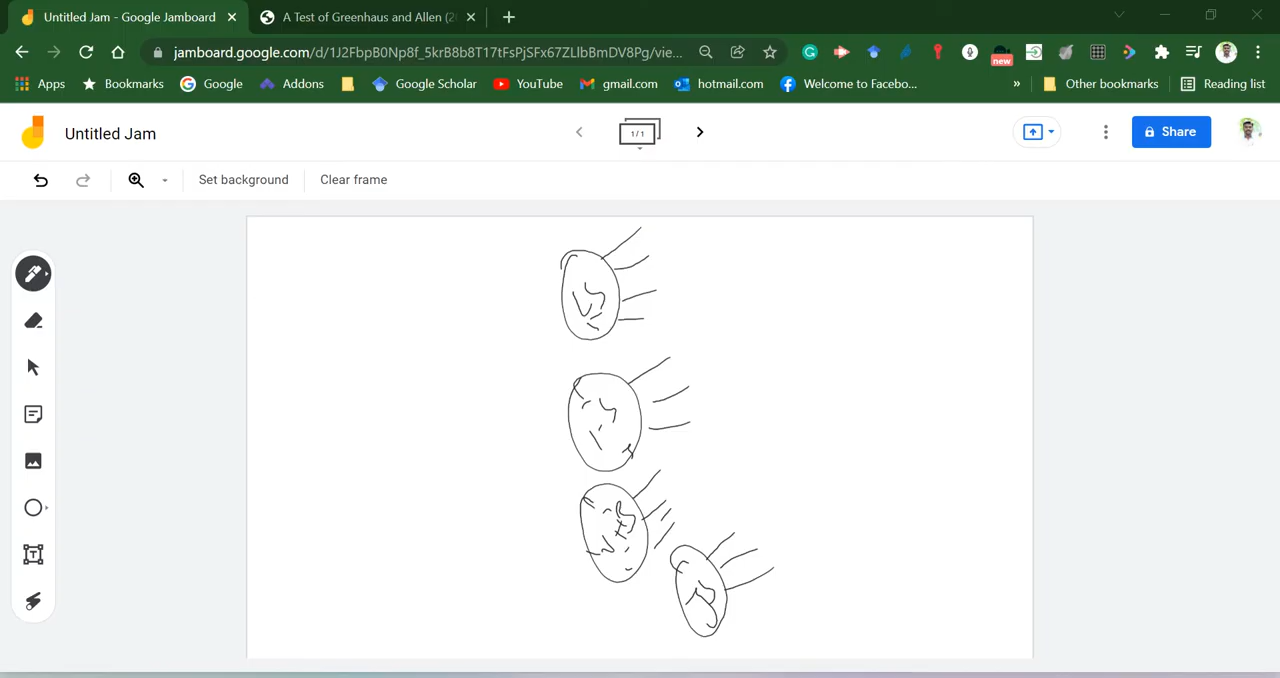 Untitled Jam - Google Jamboard
A Test of Greenhaus and Allen (20
jamboard.google.com/d/1J2FbpB0Np8f_5krB8b8T17tFsPjSFx67ZLlbBmDV8Pg/vie...
new
Apps Bookmarks Google Addons Google Scholar YouTube gmail.com hotmail.com Welcome to Facebo... » Other bookmarks Reading list
Untitled Jam
1/1
Share
Set background Clear frame
T